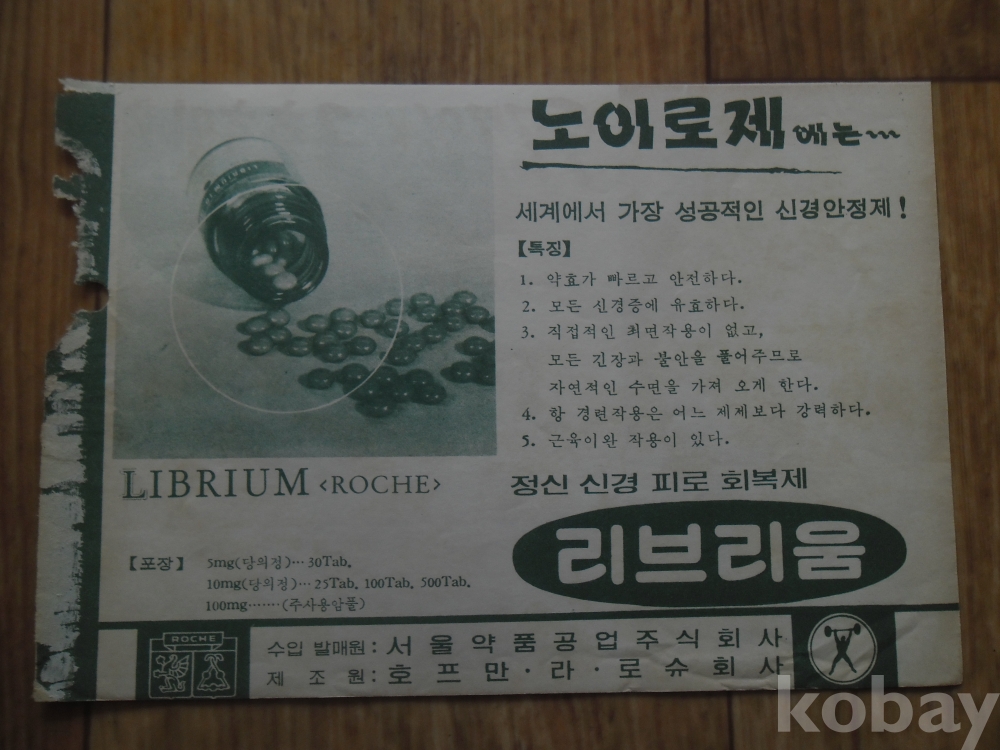 노이로제에는…
세계에서 가장 성공적인 신경안정제!
【특징】
1. 약효가 빠르고 안전하다.
2. 모든 신경증에 유효하다.
3. 직접적인 최면작용이 없고,
모든 긴장과 불안을 풀어주므로
자연적인 수면을 가져 오게 한다.
4. 항 경련작용은 어느 제제보다 강력하다.
5. 근육이완 작용이 있다.
LIBRIUM <ROCHE>
정신 신경 피로 회복제
리브리움
【포장】 5mg(당의정)… 30Tab.
10mg(당의정)… 25Tab. 100Tab. 500Tab.
100mg……(주사용암풀)
ROCHE
수입 발매원 : 서울약품공업주식회사
제 조 원 : 호프만·라·로슈회사
kobay